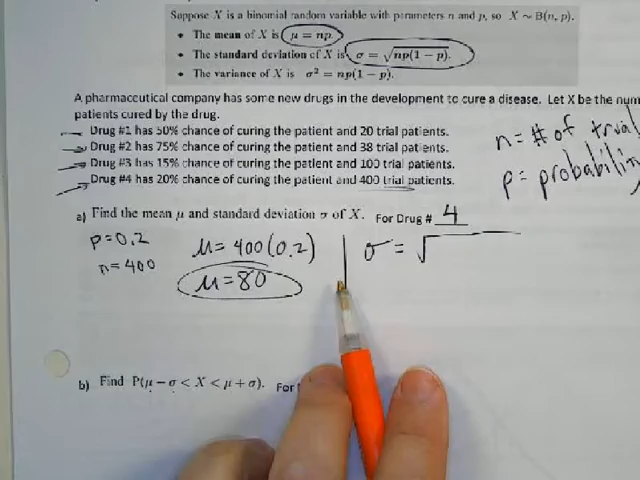 Suppose X is a binomial random variable with parameters n and p, so X ~ B(n, p).
• The mean of X is μ = np.
• The standard deviation of X is σ = √np(1 − p).
• The variance of X is σ² = np(1 − p).
A pharmaceutical company has some new drugs in the development to cure a disease. Let X be the
patients cured by the drug.
Drug #1 has 50% chance of curing the patient and 20 trial patients.
Drug #2 has 75% chance of curing the patient and 38 trial patients.
Drug #3 has 15% chance of curing the patient and 100 trial patients.
Drug #4 has 20% chance of curing the patient and 400 trial patients.
n = # of
p =
a) Find the mean μ and standard deviation σ of X. For Drug # 4
p = 0.2
n = 400
μ = 400(0.2)
μ = 80
σ = √
b) Find P(μ − σ < X < μ + σ). For